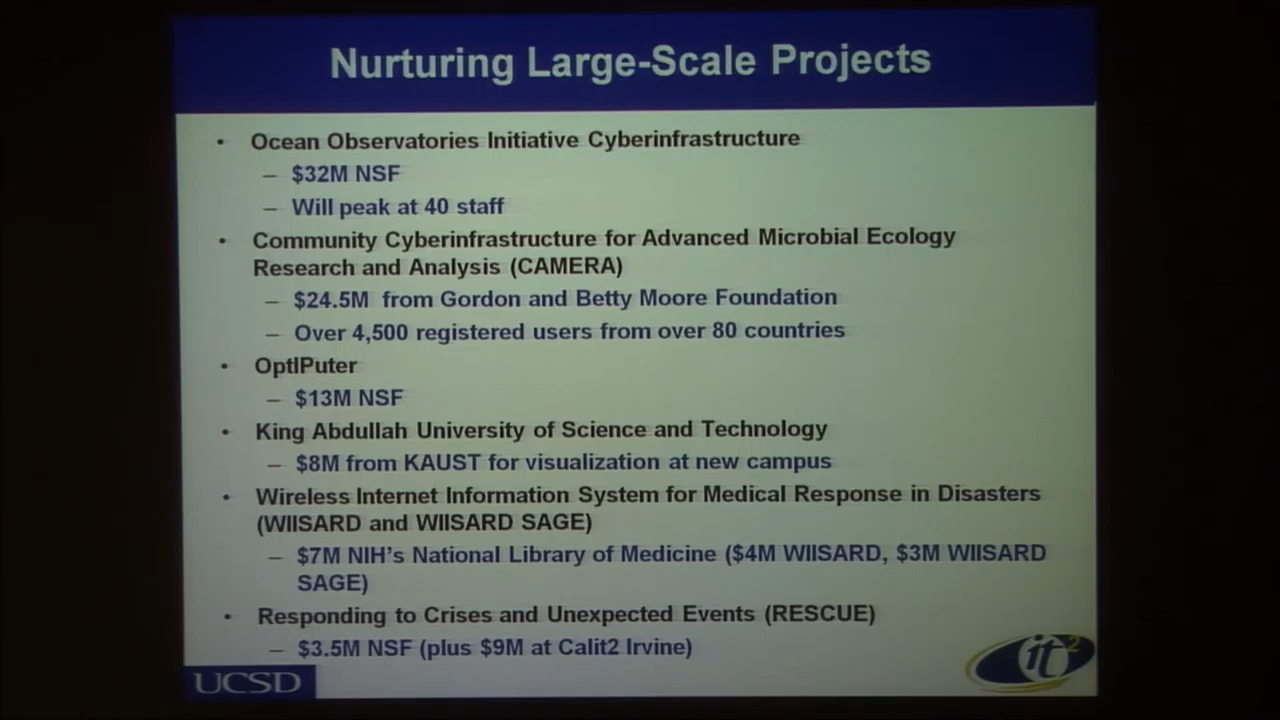 Nurturing Large-Scale Projects
• Ocean Observatories Initiative Cyberinfrastructure
– $32M NSF
– Will peak at 40 staff
• Community Cyberinfrastructure for Advanced Microbial Ecology
Research and Analysis (CAMERA)
– $24.5M from Gordon and Betty Moore Foundation
– Over 4,500 registered users from over 80 countries
• OptIPuter
– $13M NSF
• King Abdullah University of Science and Technology
– $8M from KAUST for visualization at new campus
• Wireless Internet Information System for Medical Response in Disasters
(WIISARD and WIISARD SAGE)
– $7M NIH's National Library of Medicine ($4M WIISARD, $3M WIISARD
SAGE)
• Responding to Crises and Unexpected Events (RESCUE)
– $3.5M NSF (plus $9M at Calit2 Irvine)
UCSD
it2